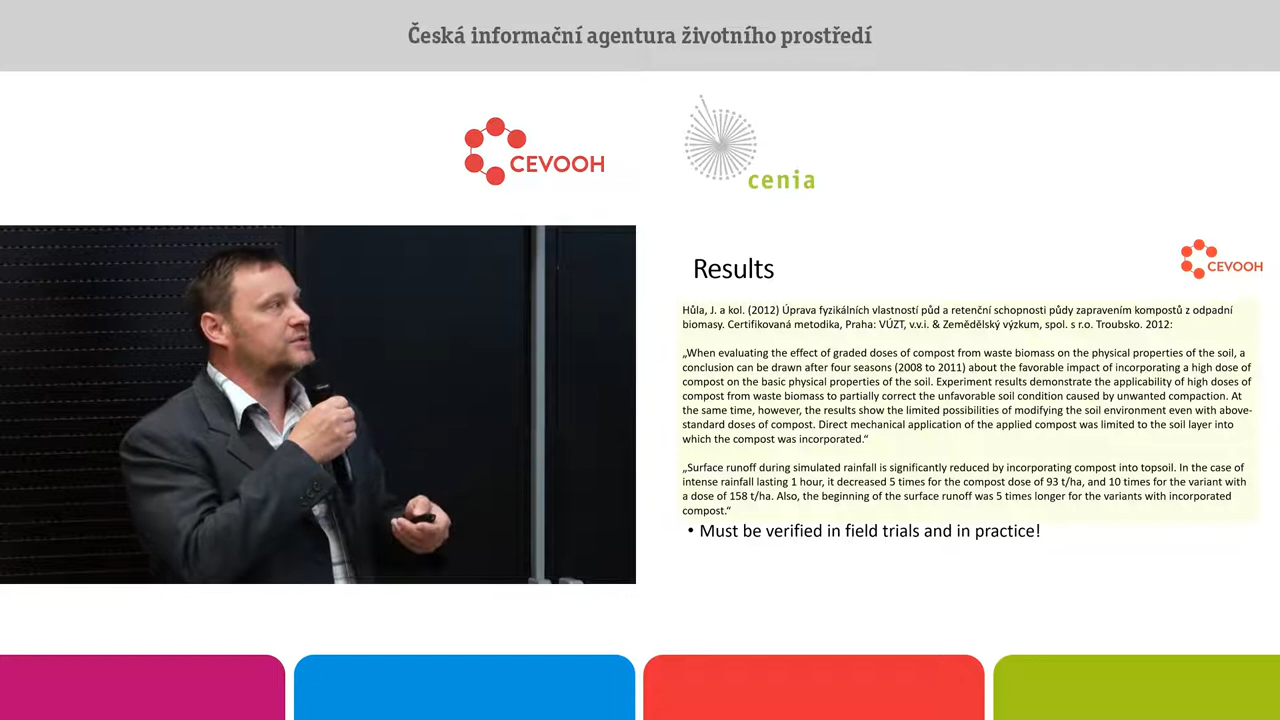 Česká informační agentura životního prostředí
CEVOOH
cenia
Results
CEVOOH
Hůla, J. a kol. (2012) Úprava fyzikálních vlastností půd a retenční schopnosti půdy zapravením kompostů z odpadní
biomasy. Certifikovaná metodika, Praha: VÚZT, v.v.i. & Zemědělský výzkum, spol. s r.o. Troubsko. 2012:
„When evaluating the effect of graded doses of compost from waste biomass on the physical properties of the soil, a
conclusion can be drawn after four seasons (2008 to 2011) about the favorable impact of incorporating a high dose of
compost on the basic physical properties of the soil. Experiment results demonstrate the applicability of high doses of
compost from waste biomass to partially correct the unfavorable soil condition caused by unwanted compaction. At
the same time, however, the results show the limited possibilities of modifying the soil environment even with above-
standard doses of compost. Direct mechanical application of the applied compost was limited to the soil layer into
which the compost was incorporated.“
„Surface runoff during simulated rainfall is significantly reduced by incorporating compost into topsoil. In the case of
intense rainfall lasting 1 hour, it decreased 5 times for the compost dose of 93 t/ha, and 10 times for the variant with
a dose of 158 t/ha. Also, the beginning of the surface runoff was 5 times longer for the variants with incorporated
compost.“
• Must be verified in field trials and in practice!